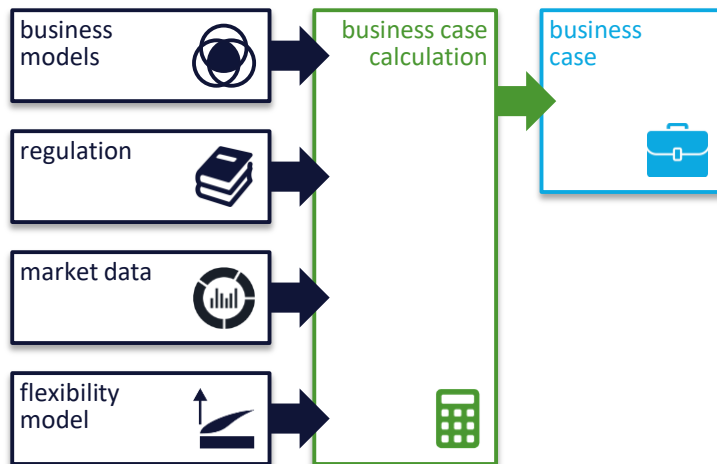 business
models
regulation
market data
flexibility
model
business case
calculation
business
case